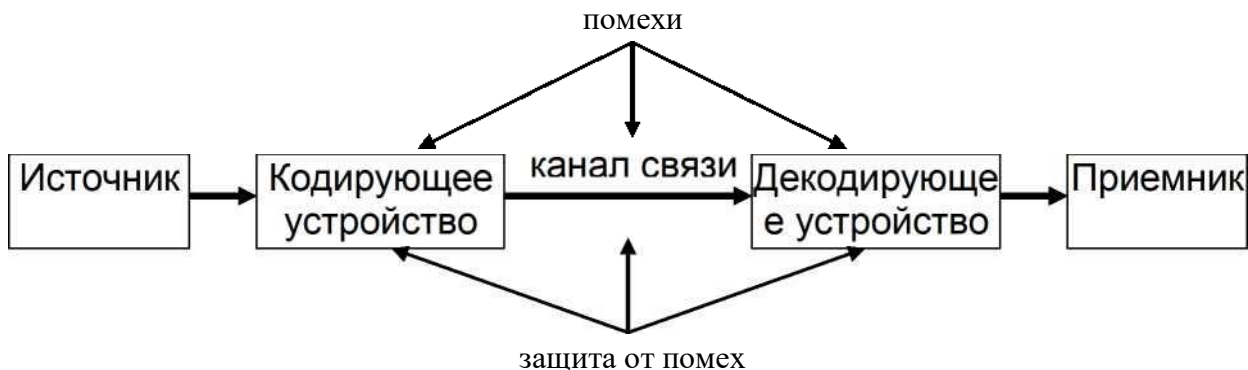 помехи
Источник
Кодирующее
устройство
канал связи
Декодирующе
е устройство
Приемник
защита от помех